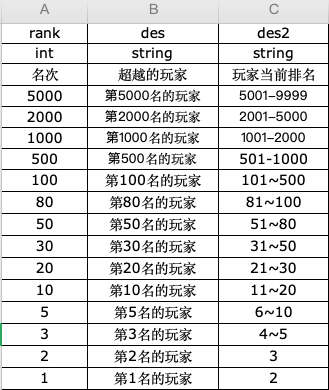 A B C
rank des des2
int string string
名次 超越的玩家 玩家当前排名
5000 第5000名的玩家 5001-9999
2000 第2000名的玩家 2001-5000
1000 第1000名的玩家 1001-2000
500 第500名的玩家 501-1000
100 第100名的玩家 101~500
80 第80名的玩家 81~100
50 第50名的玩家 51~80
30 第30名的玩家 31~50
20 第20名的玩家 21~30
10 第10名的玩家 11~20
5 第5名的玩家 6~10
3 第3名的玩家 4~5
2 第2名的玩家 3
1 第1名的玩家 2